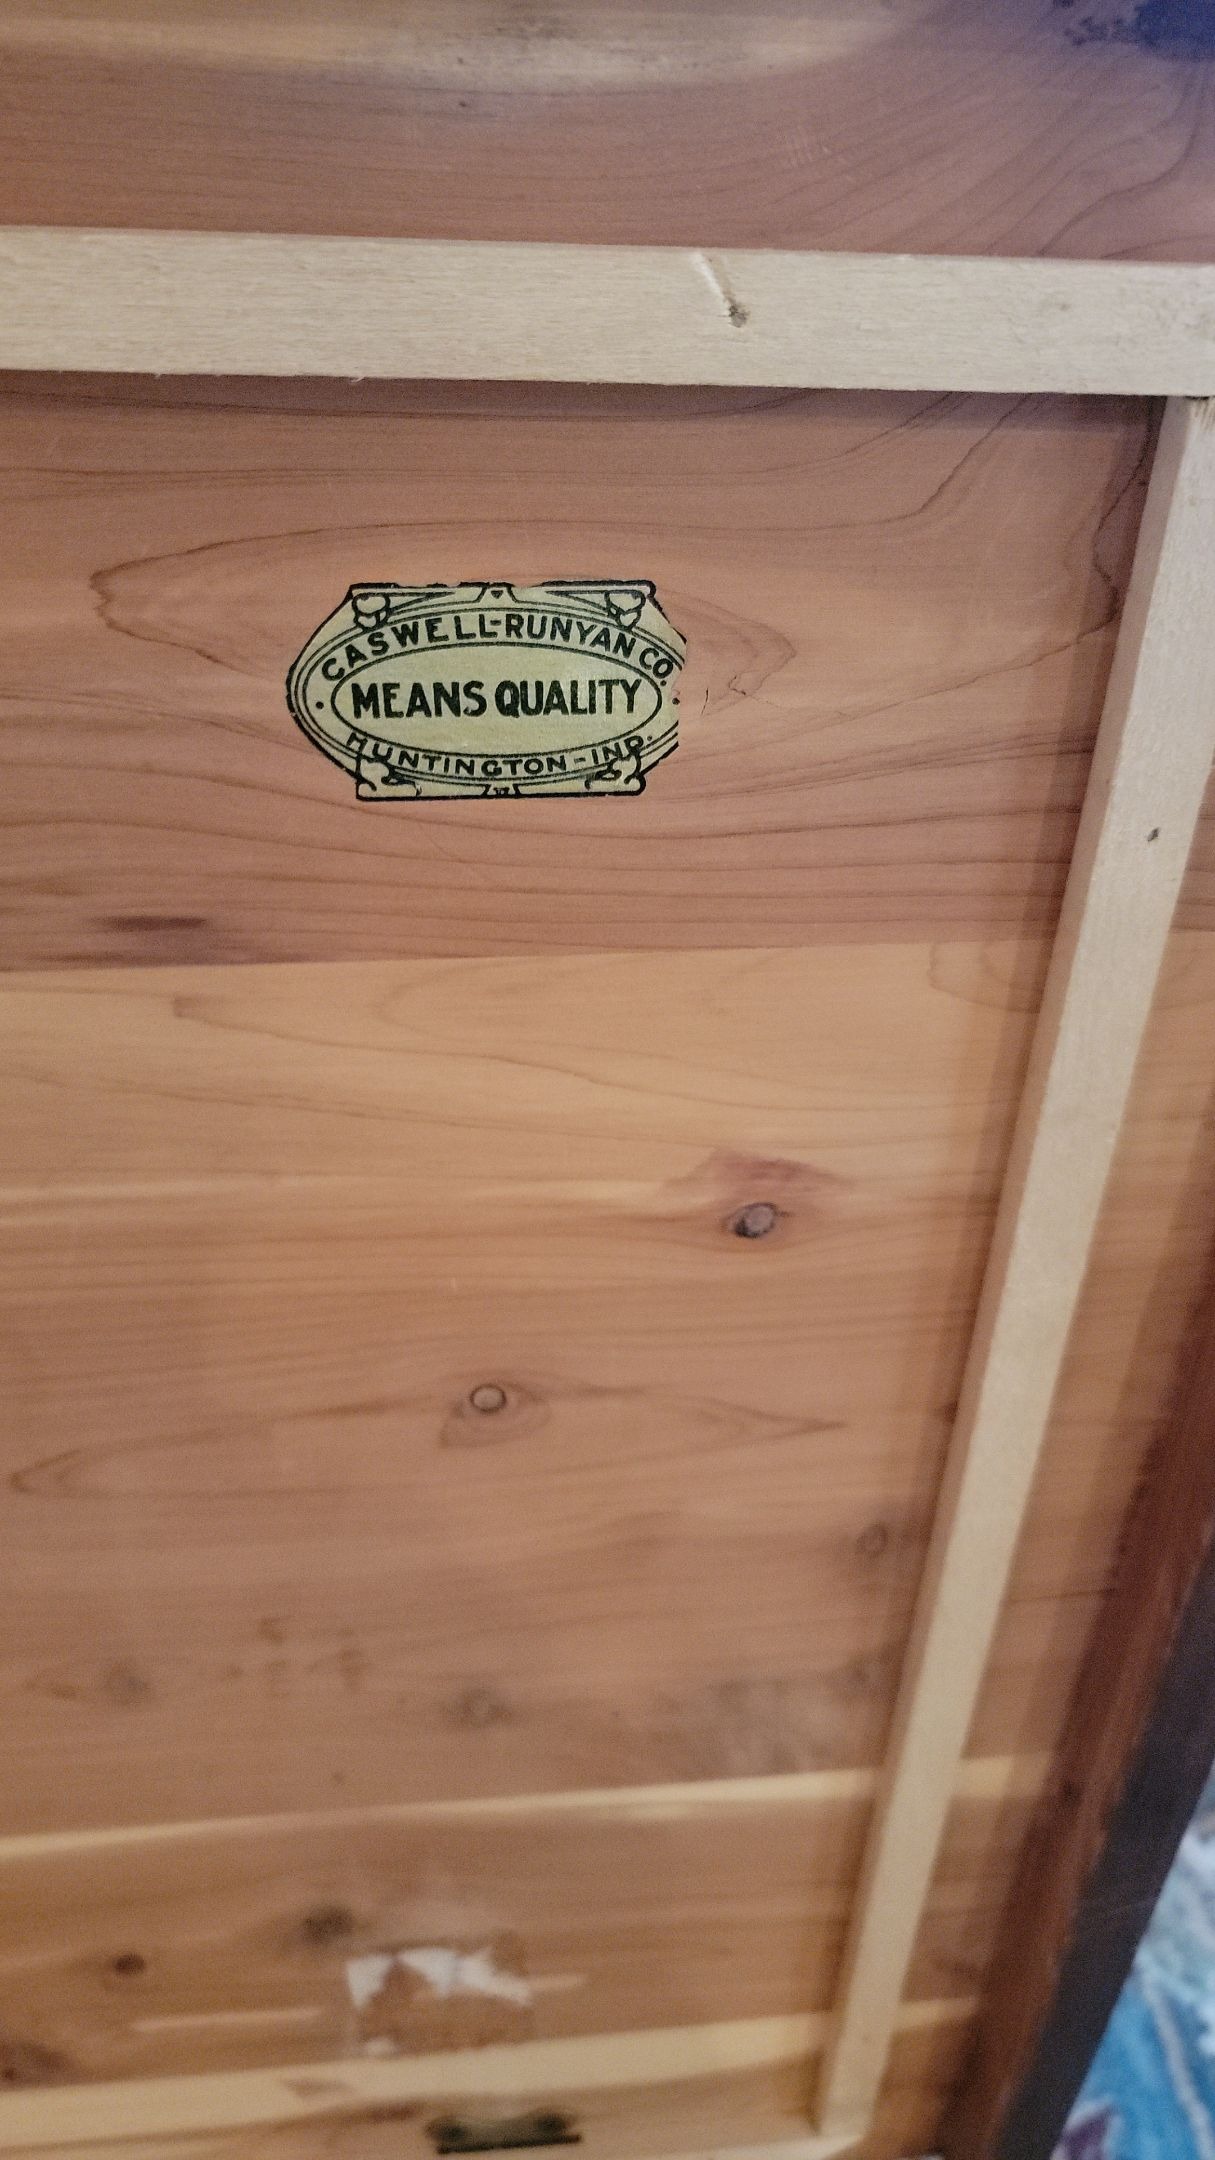 CASWELL-RUNYAN CO.
MEANS QUALITY
HUNTINGTON-IND.